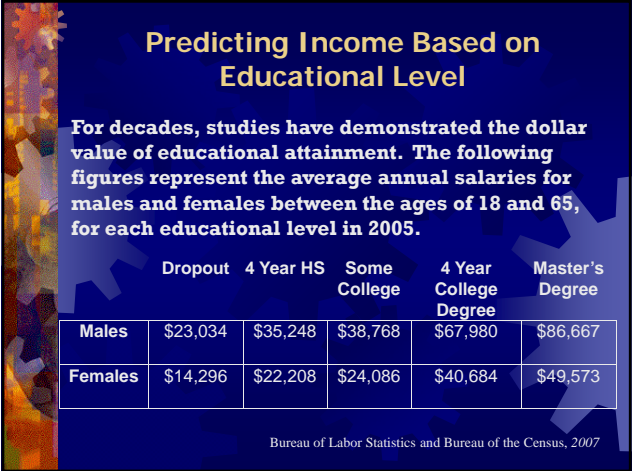 Predicting Income Based on
Educational Level
For decades, studies have demonstrated the dollar
value of educational attainment. The following
figures represent the average annual salaries for
males and females between the ages of 18 and 65,
for each educational level in 2005.
Dropout 4 Year HS Some College 4 Year College Degree Master's Degree
Males $23,034 $35,248 $38,768 $67,980 $86,667
Females $14,296 $22,208 $24,086 $40,684 $49,573
Bureau of Labor Statistics and Bureau of the Census, 2007